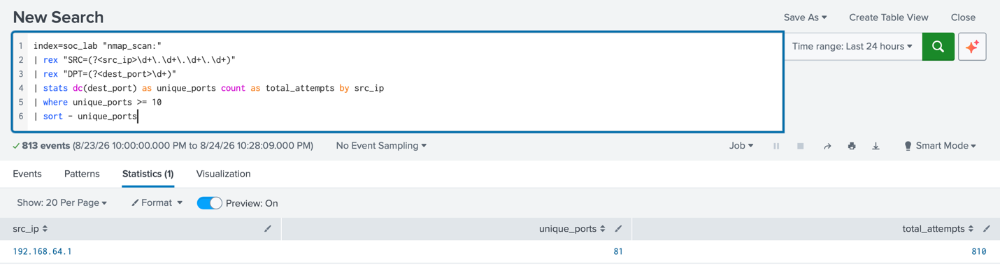 New Search
Save As Create Table View Close
1 index=soc_lab "nmap_scan:"
2 | rex "SRC=(?<src_ip>\d+\.\d+\.\d+\.\d+)"
3 | rex "DPT=(?<dest_port>\d+)"
4 | stats dc(dest_port) as unique_ports count as total_attempts by src_ip
5 | where unique_ports >= 10
6 | sort - unique_ports
Time range: Last 24 hours
813 events (8/23/26 10:00:00.000 PM to 8/24/26 10:28:09.000 PM) No Event Sampling Job Smart Mode
Events Patterns Statistics (1) Visualization
Show: 20 Per Page Format Preview: On
src_ip unique_ports total_attempts
192.168.64.1 81 810